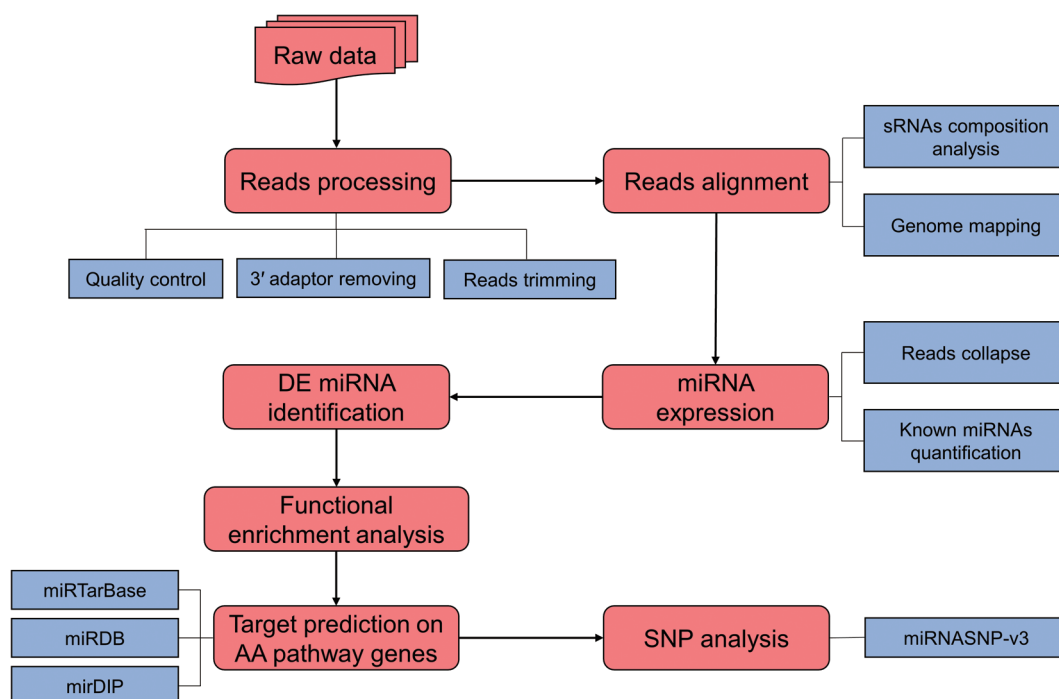 Raw data
Reads processing
Reads alignment
sRNAs composition
analysis
Genome mapping
Quality control
3′ adaptor removing
Reads trimming
DE miRNA
identification
miRNA
expression
Reads collapse
Known miRNAs
quantification
Functional
enrichment analysis
miRTarBase
miRDB
mirDIP
Target prediction on
AA pathway genes
SNP analysis
miRNASNP-v3